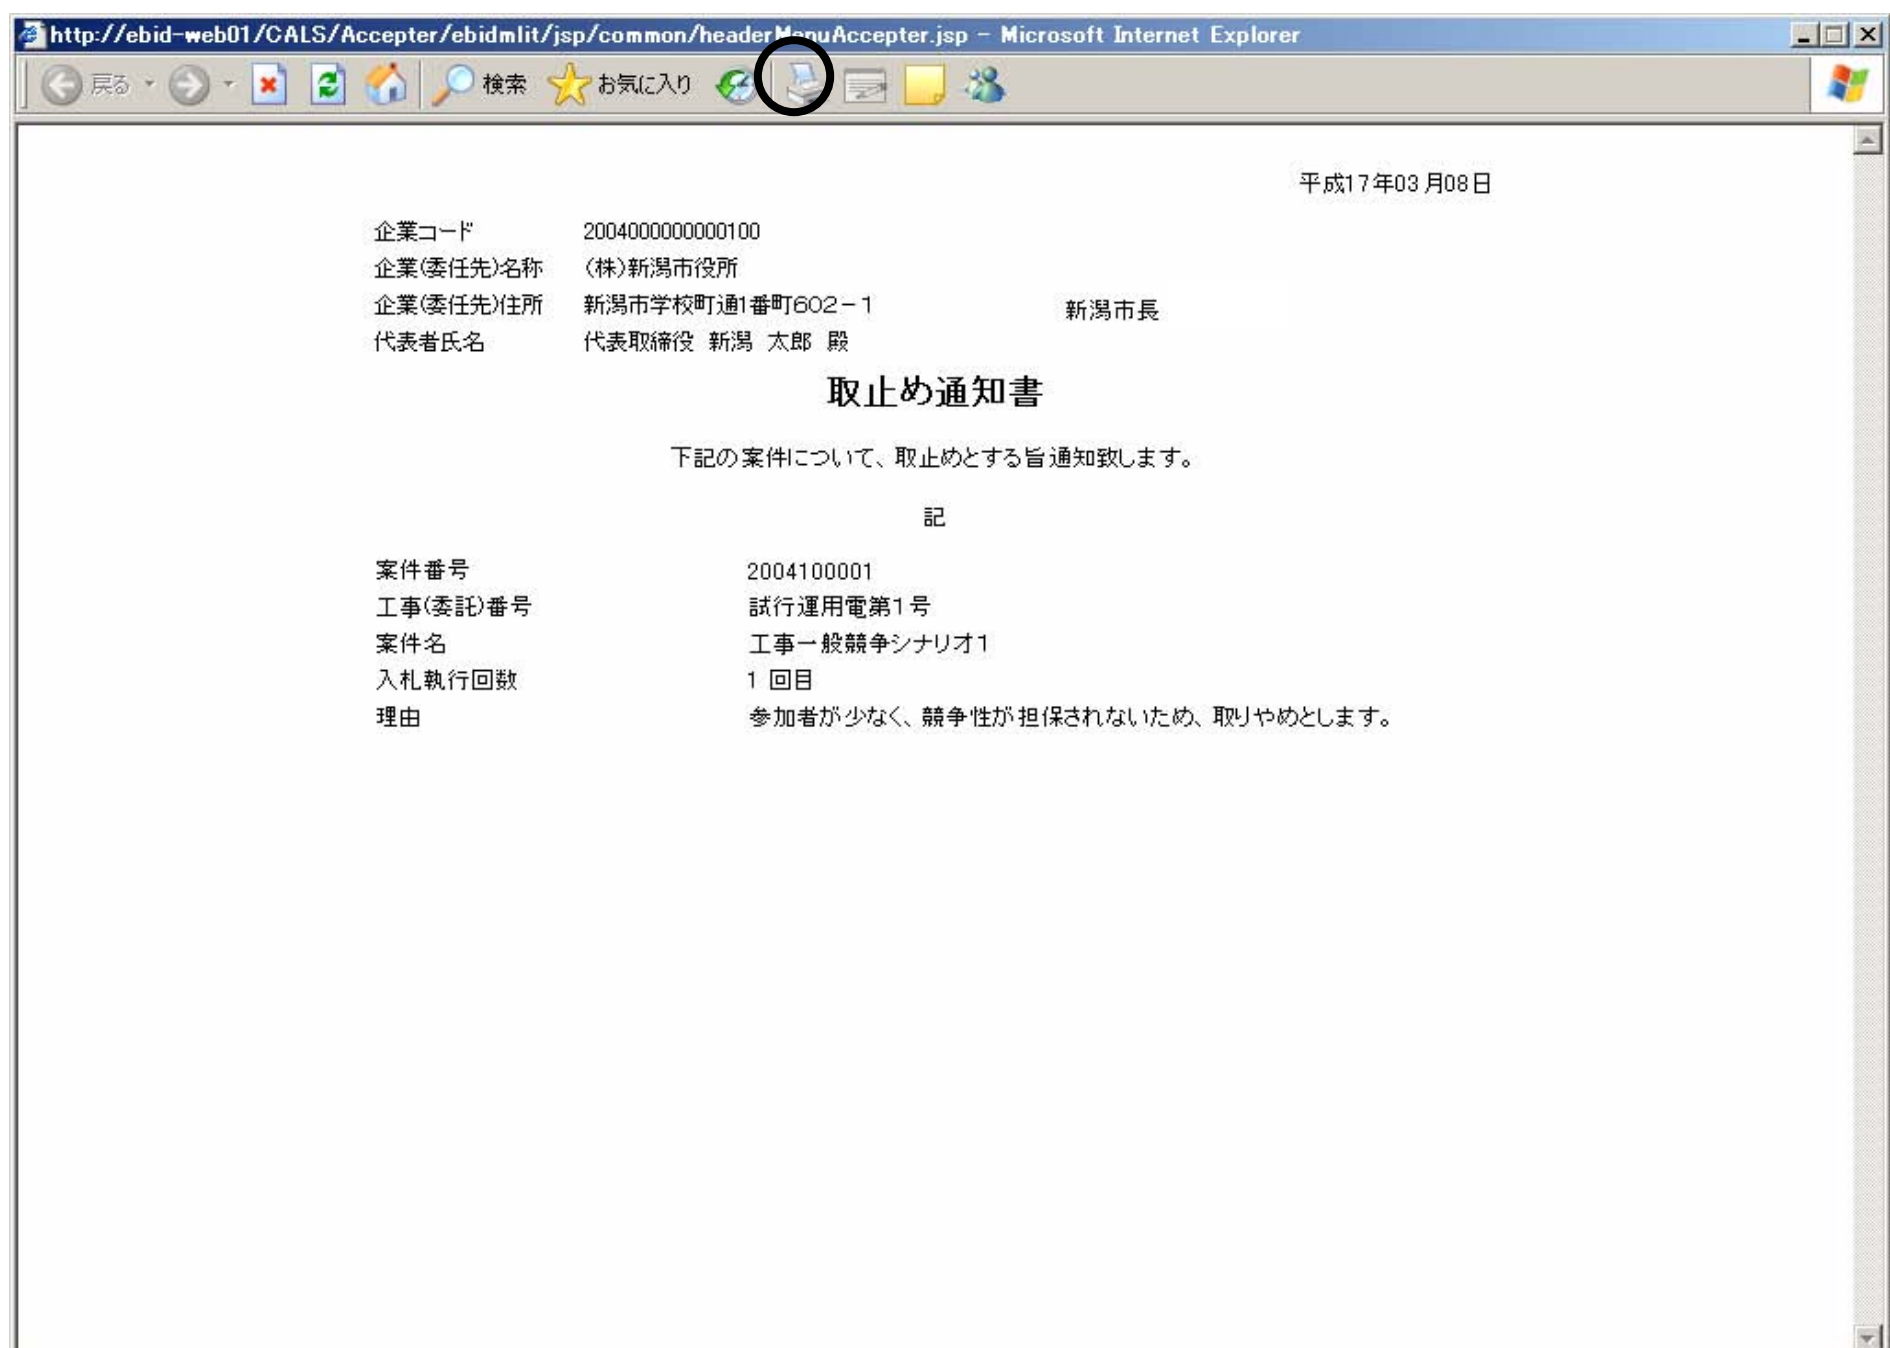 http://ebid-web01/CALS/Accepter/ebidmlit/jsp/common/headerMenuAccepter.jsp - Microsoft Internet Explorer
戻る 検索 お気に入り
平成17年03月08日
企業コード 2004000000000100
企業(委任先)名称 (株)新潟市役所
企業(委任先)住所 新潟市学校町通1番町602-1
新潟市長
代表者氏名 代表取締役 新潟 太郎 殿
取止め通知書
下記の案件について、取止めとする旨通知致します。
記
案件番号 2004100001
工事(委託)番号 試行運用電第1号
案件名 工事一般競争シナリオ1
入札執行回数 1 回目
理由 参加者が少なく、競争性が担保されないため、取りやめとします。